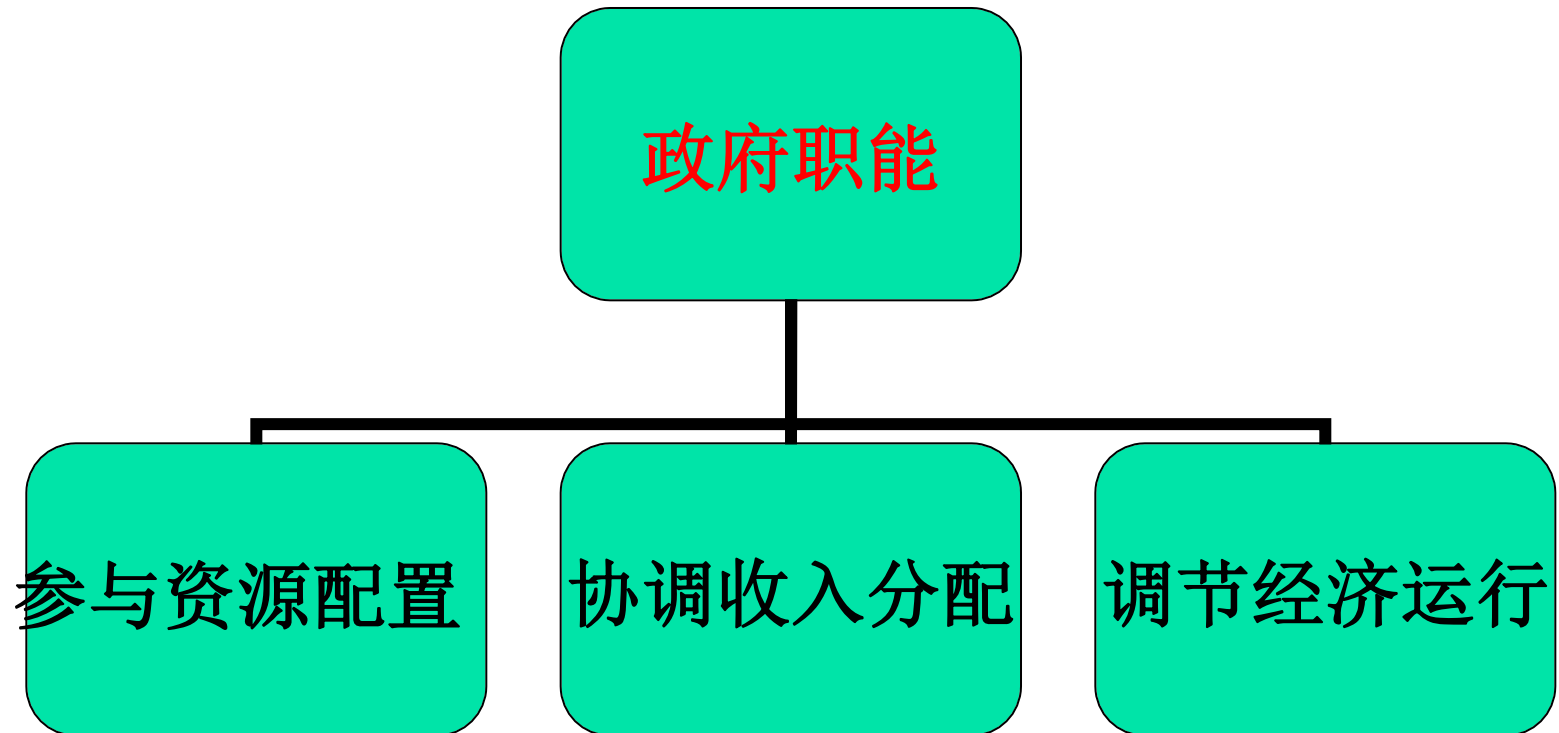 政府职能
参与资源配置
协调收入分配
调节经济运行